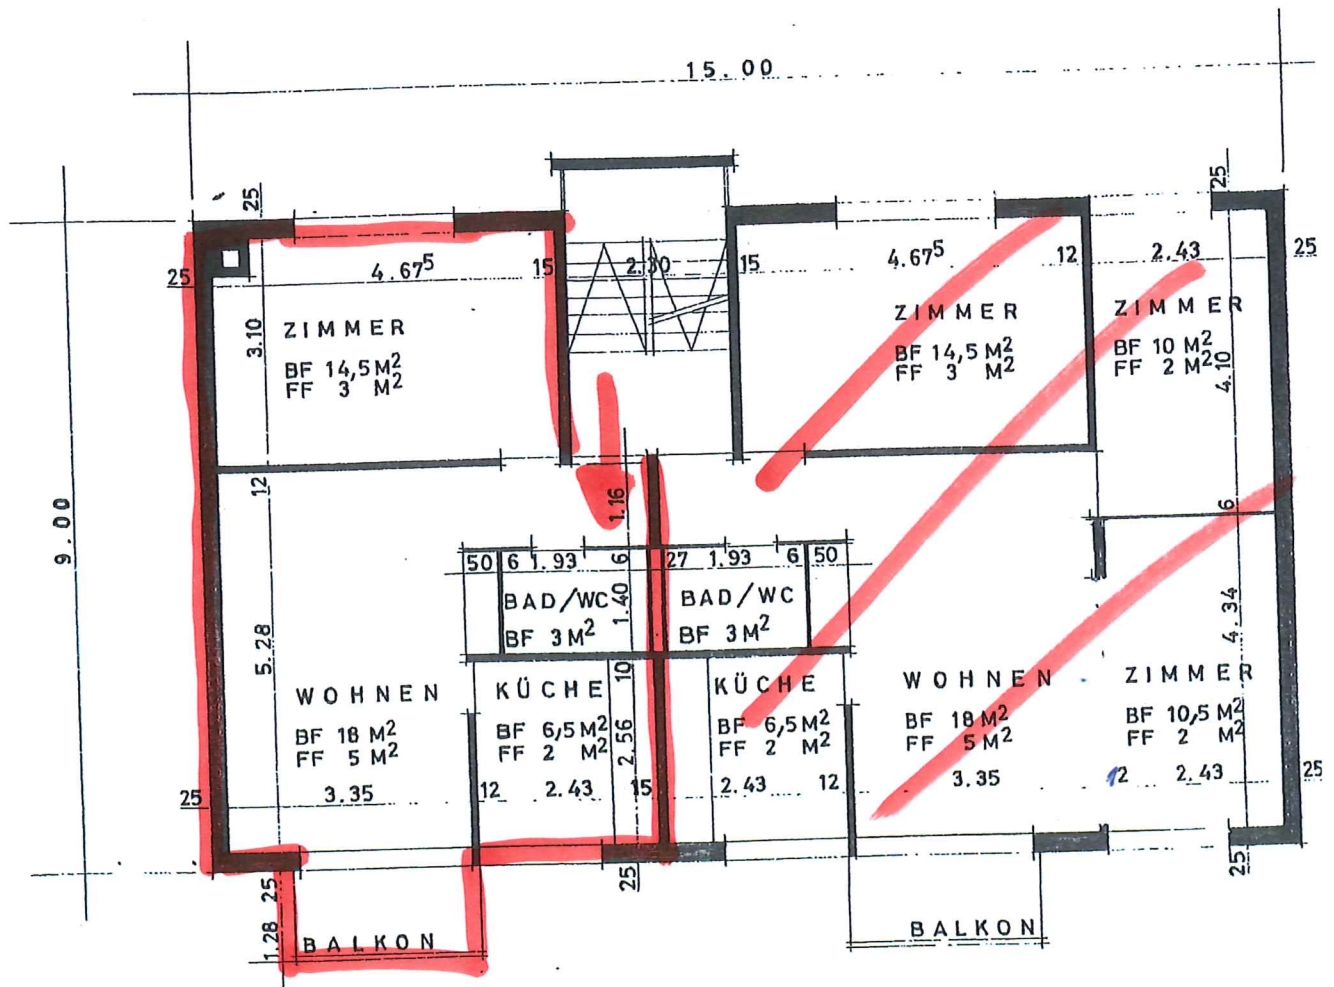 15.00
25
25
25
4.67⁵
15
2.30
15
4.67⁵
12
2.43
25
ZIMMER
BF 14,5 M²
FF 3 M²
3.10
ZIMMER
BF 14,5 M²
FF 3 M²
ZIMMER
BF 10 M²
FF 2 M²
4.10
9.00
12
1.16
6
50 6 1.93 6 27 1.93 6 50
BAD/WC
BF 3 M²
1.40
BAD/WC
BF 3 M²
5.28
4.34
10
WOHNEN
BF 18 M²
FF 5 M²
KÜCHE
BF 6,5 M²
FF 2 M²
2.56
KÜCHE
BF 6,5 M²
FF 2 M²
WOHNEN
BF 18 M²
FF 5 M²
ZIMMER
BF 10,5 M²
FF 2 M²
25
3.35
12
2.43
15
2.43
12
3.35
12
2.43
25
25
25
25
1.28
BALKON
BALKON